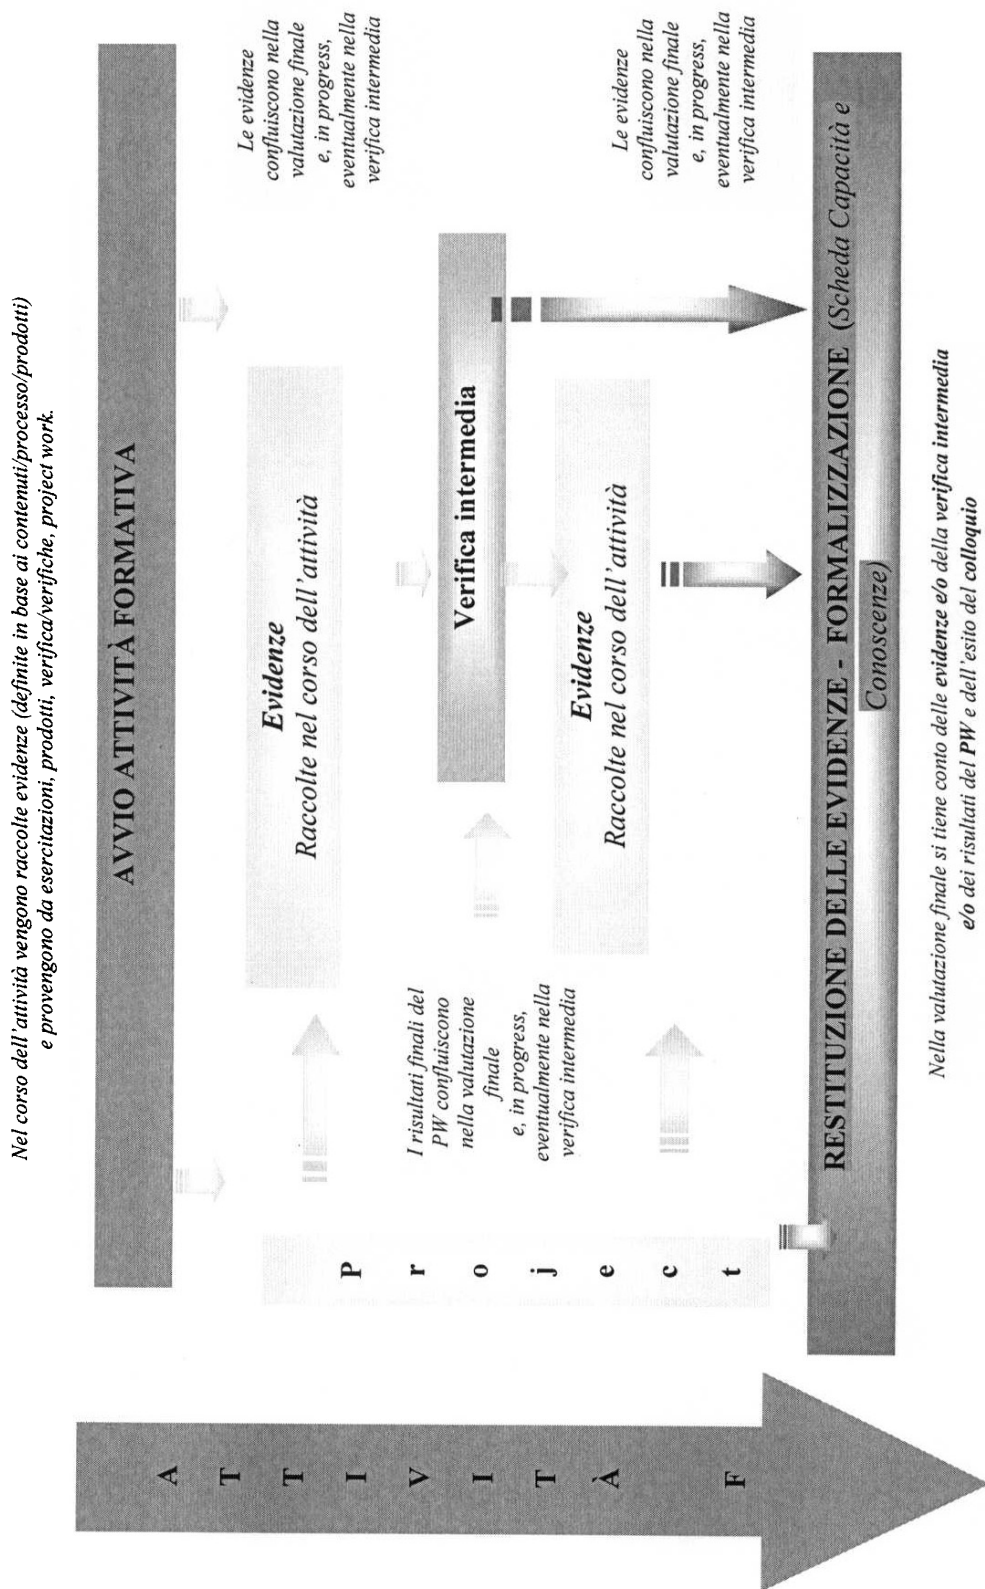 Nel corso dell'attività vengono raccolte evidenze (definite in base ai contenuti/processo/prodotti)
e provengono da esercitazioni, prodotti, verifica/verifiche, project work.
AVVIO ATTIVITÀ FORMATIVA
Le evidenze
confluiscono nella
valutazione finale
e, in progress,
eventualmente nella
verifica intermedia
Evidenze
Raccolte nel corso dell'attività
I risultati finali del
PW confluiscono
nella valutazione
finale
e, in progress,
eventualmente nella
verifica intermedia
Verifica intermedia
Evidenze
Raccolte nel corso dell'attività
Le evidenze
confluiscono nella
valutazione finale
e, in progress,
eventualmente nella
verifica intermedia
P
r
o
j
e
c
t
A
T
T
I
V
I
T
À
F
RESTITUZIONE DELLE EVIDENZE - FORMALIZZAZIONE (Scheda Capacità e
Conoscenze)
Nella valutazione finale si tiene conto delle evidenze e/o della verifica intermedia
e/o dei risultati del PW e dell'esito del colloquio